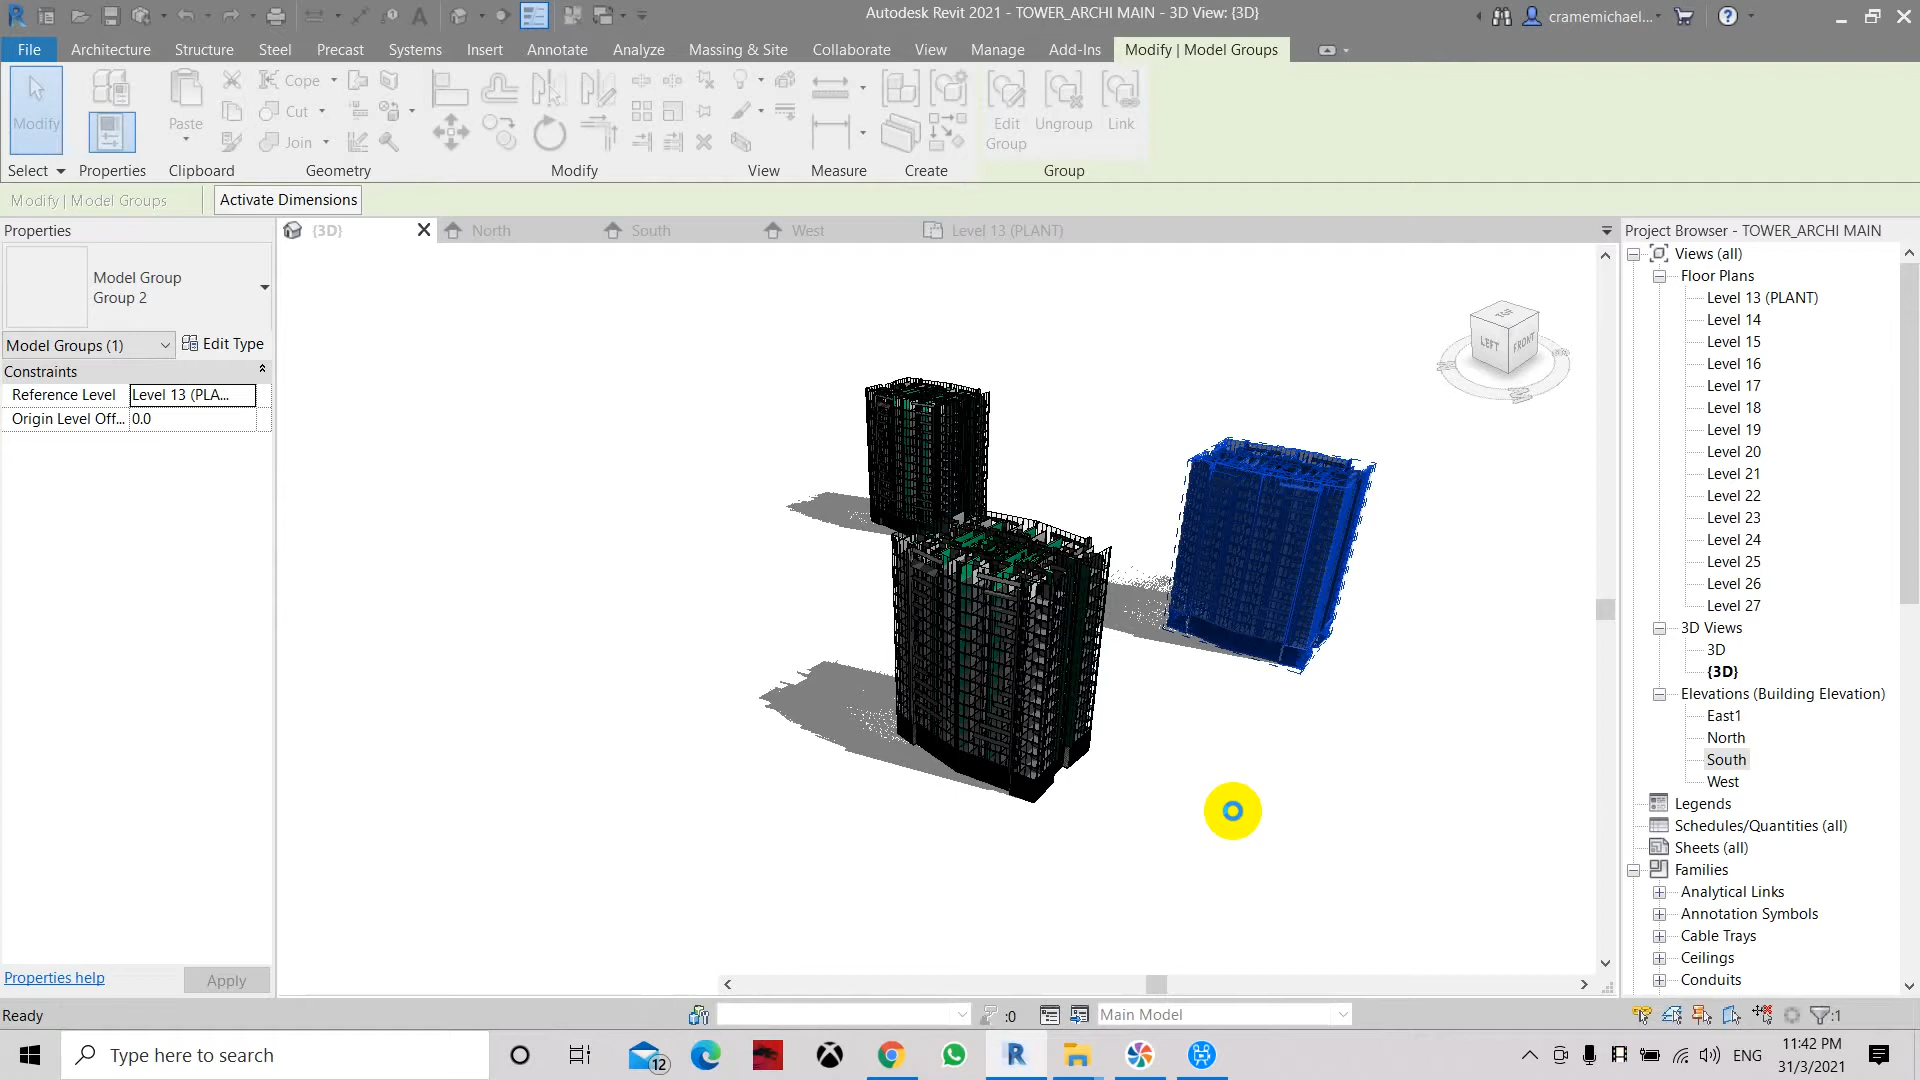 Autodesk Revit 2021 - TOWER_ARCHI MAIN - 3D View: {3D}
cramemichael...
File
Architecture
Structure
Steel
Precast
Systems
Insert
Annotate
Analyze
Massing & Site
Collaborate
View
Manage
Add-Ins
Modify | Model Groups
Modify
Paste
Cope
Cut
Join
Edit
Group
Ungroup
Link
Select
Properties
Clipboard
Geometry
Modify
View
Measure
Create
Group
Modify | Model Groups
Activate Dimensions
Properties
Model Group
Group 2
Model Groups (1)
Edit Type
Constraints
Reference Level
Level 13 (PLA...
Origin Level Off...
0.0
Properties help
Apply
{3D}
North
South
West
Level 13 (PLANT)
TOP
LEFT
FRONT
Project Browser - TOWER_ARCHI MAIN
Views (all)
Floor Plans
Level 13 (PLANT)
Level 14
Level 15
Level 16
Level 17
Level 18
Level 19
Level 20
Level 21
Level 22
Level 23
Level 24
Level 25
Level 26
Level 27
3D Views
3D
{3D}
Elevations (Building Elevation)
East1
North
South
West
Legends
Schedules/Quantities (all)
Sheets (all)
Families
Analytical Links
Annotation Symbols
Cable Trays
Ceilings
Conduits
Ready
:0
Main Model
:1
Type here to search
12
ENG
11:42 PM
31/3/2021